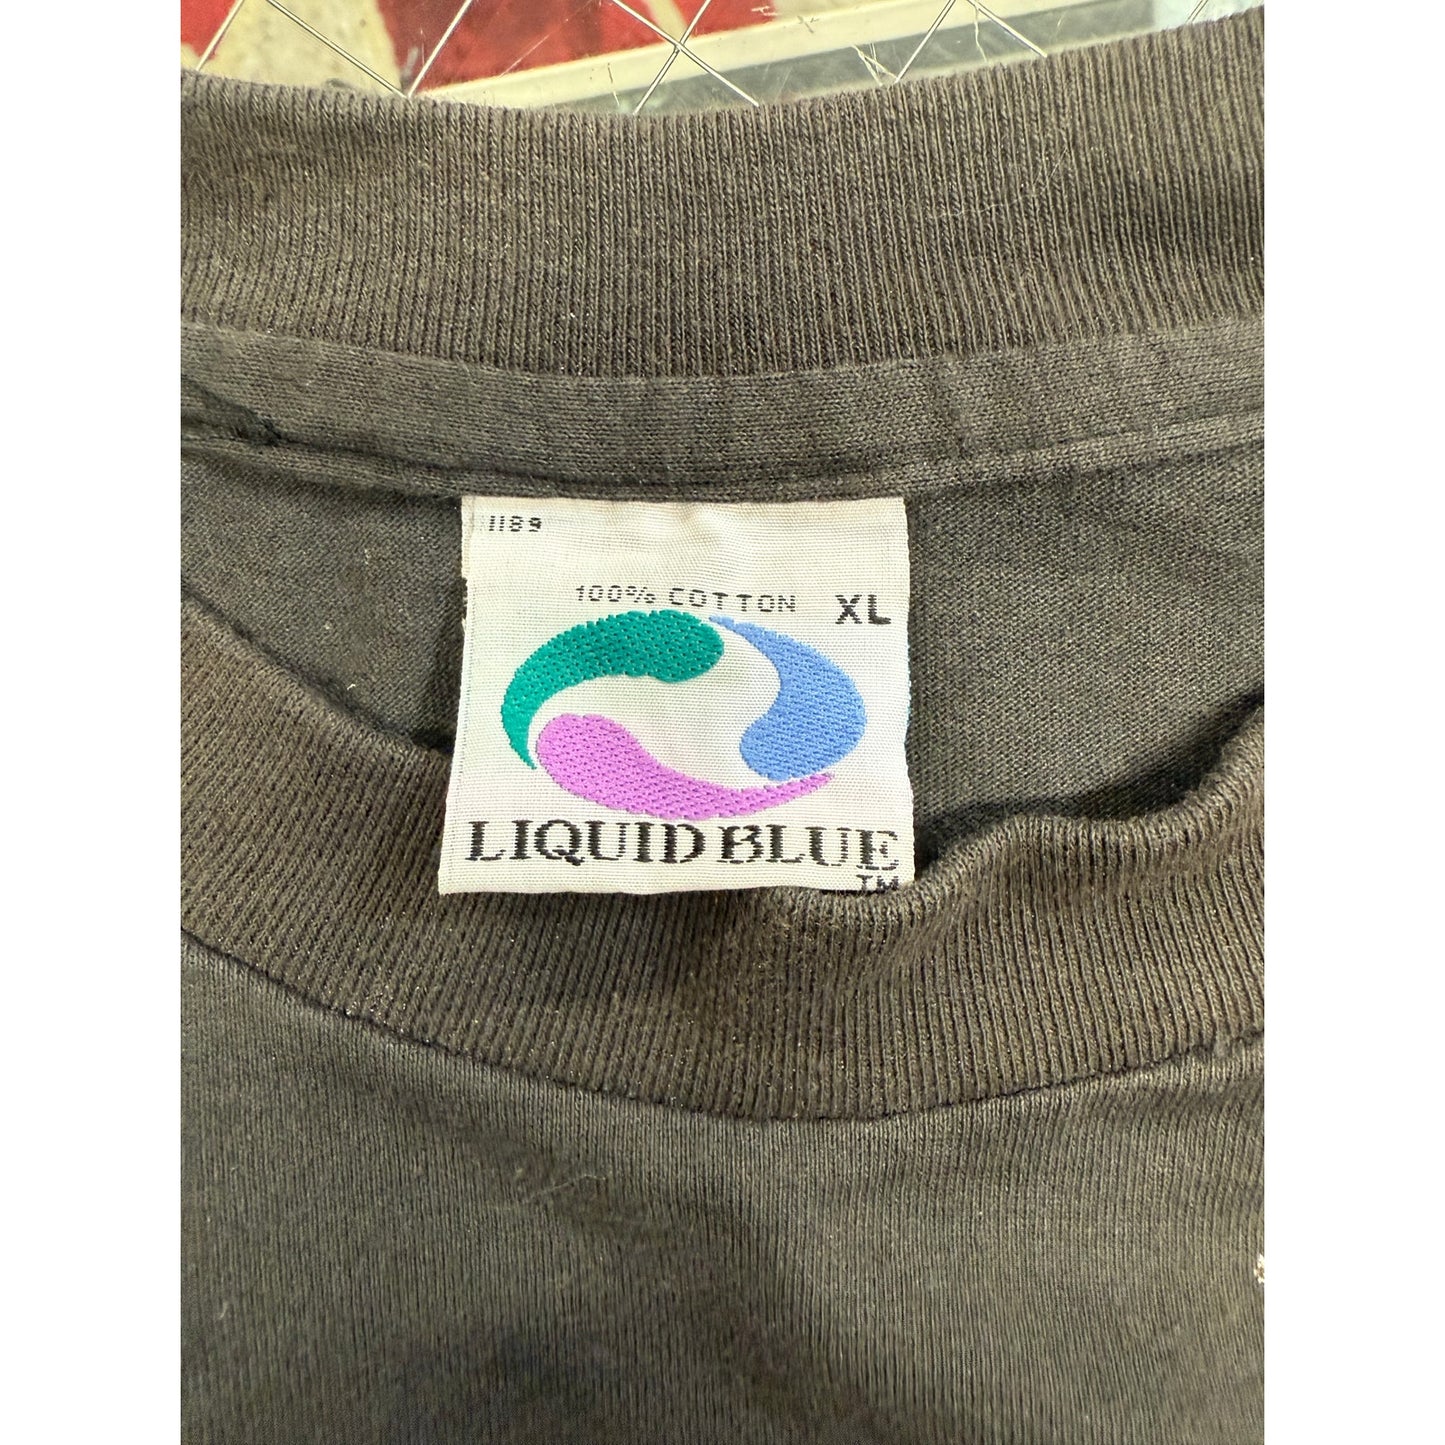 1189
100% COTTON
XL
LIQUID BLUE
TM